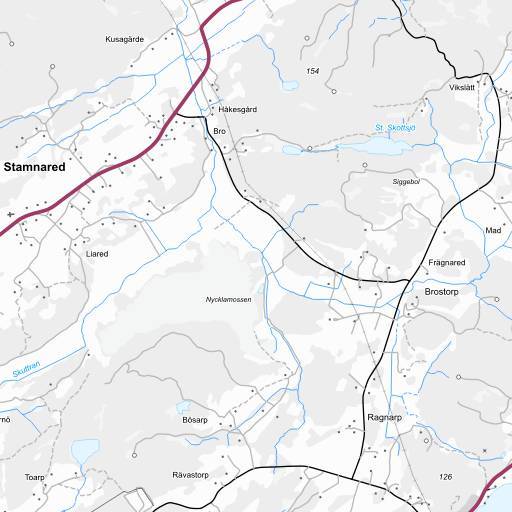 Kusagärde
154
Vikslätt
Håkesgård
Bro
St. Skottsjö
Stamnared
Siggebol
Mad
Liared
Frägnared
Brostorp
Nycklamossen
Skuttran
Ragnarp
Bösarp
Rävastorp
Toarp
126